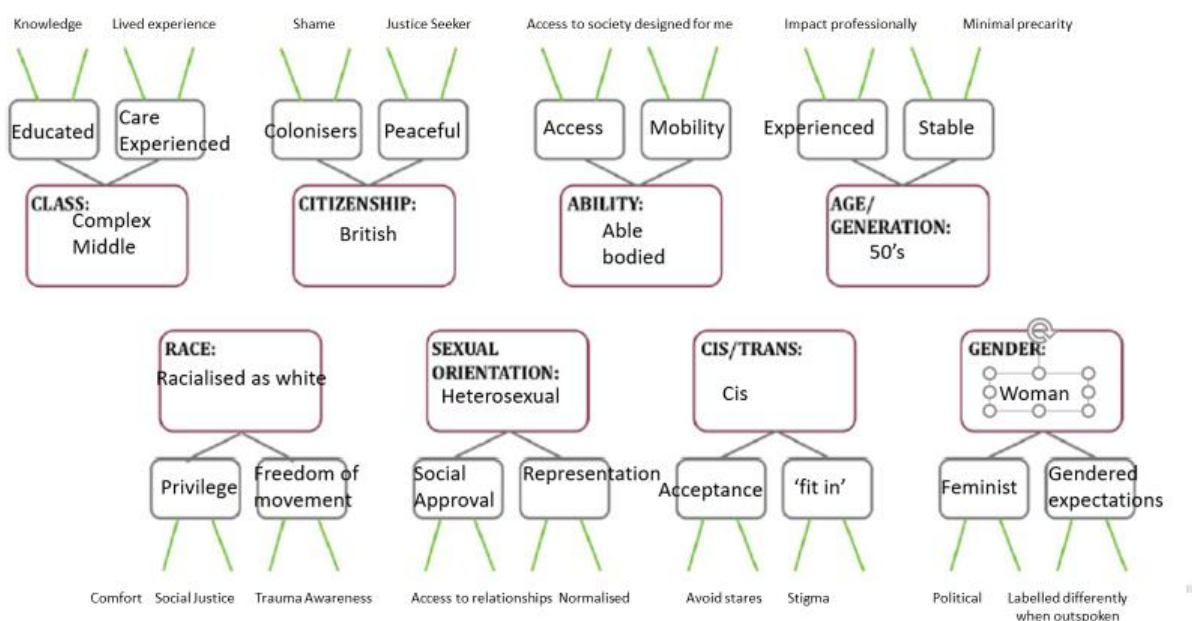 Knowledge
Lived experience
Shame
Justice Seeker
Access to society designed for me
Impact professionally
Minimal precarity
Educated
Care
Experienced
Colonisers
Peaceful
Access
Mobility
Experienced
Stable
CLASS:
Complex
Middle
CITIZENSHIP:
British
ABILITY:
Able
bodied
AGE/
GENERATION:
50's
RACE:
Racialised as white
SEXUAL
ORIENTATION:
Heterosexual
CIS/TRANS:
Cis
GENDER:
Woman
Privilege
Freedom of
movement
Social
Approval
Representation
Acceptance
'fit in'
Feminist
Gendered
expectations
Comfort
Social Justice
Trauma Awareness
Access to relationships
Normalised
Avoid stares
Stigma
Political
Labelled differently
when outspoken